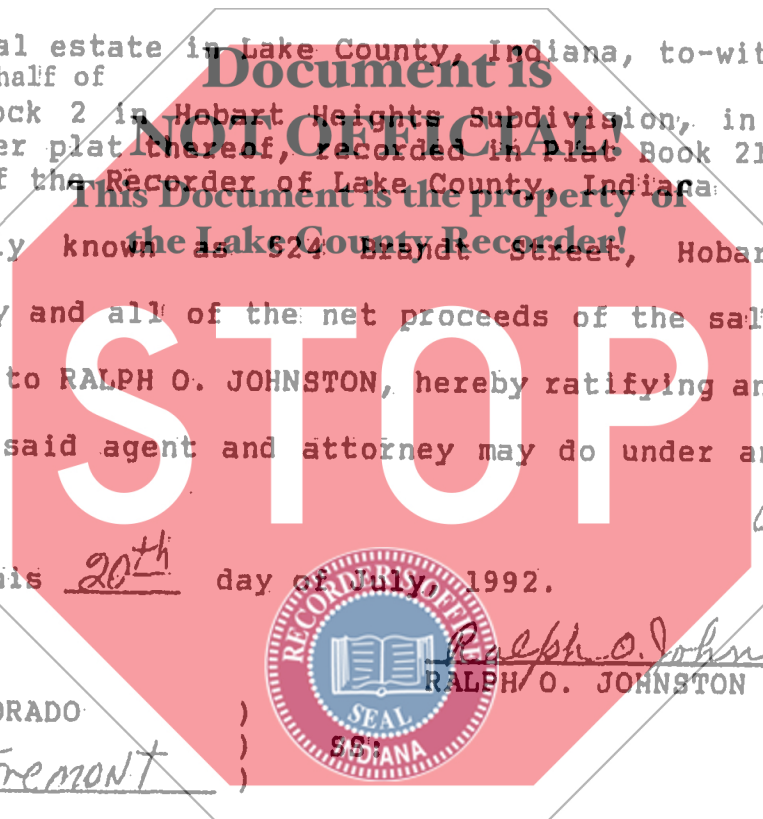 al estate in Lake County, Indiana, to-wit
half of
ock 2 in Hobart Heights Subdivision, in
er plat thereof, recorded in Plat Book 21
f the Recorder of Lake County, Indiana
y known as 624 Brandt Street, Hobar
y and all of the net proceeds of the sal
to RALPH O. JOHNSTON, hereby ratifying an
said agent and attorney may do under an
his 20th day of July, 1992.
Ralph O. John
RALPH O. JOHNSTON
ORADO )
) SS:
Fremont )
Document is
NOT OFFICIAL!
This Document is the property of
the Lake County Recorder!
STOP
RECORDER'S OFFICE
SEAL
INDIANA